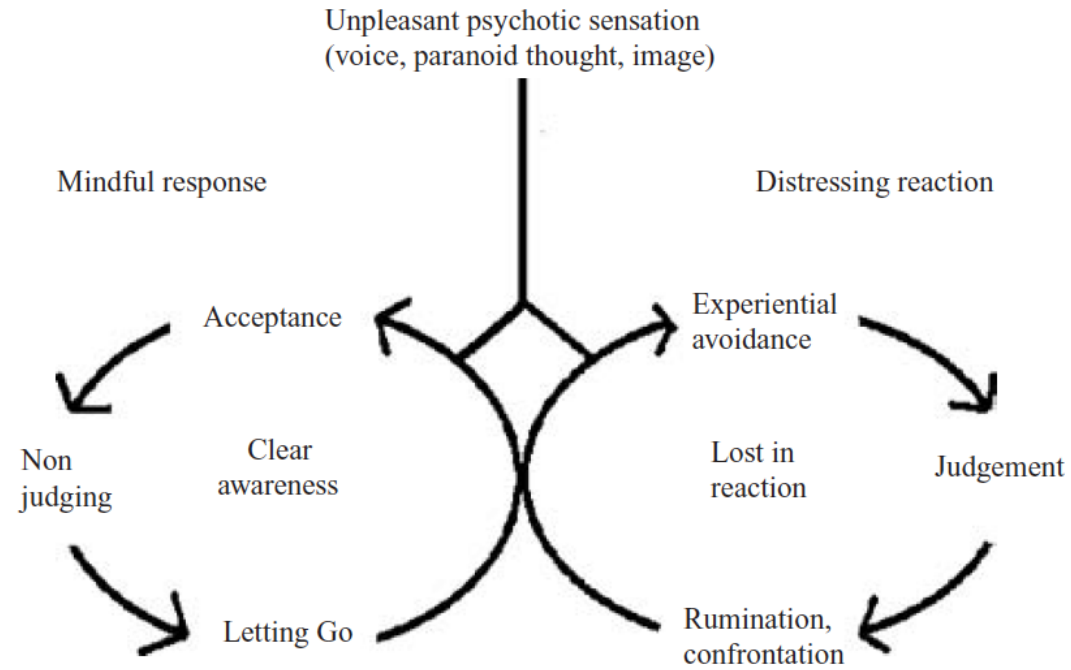 Unpleasant psychotic sensation
(voice, paranoid thought, image)
Mindful response
Distressing reaction
Acceptance
Experiential
avoidance
Non
judging
Clear
awareness
Lost in
reaction
Judgement
Letting Go
Rumination,
confrontation